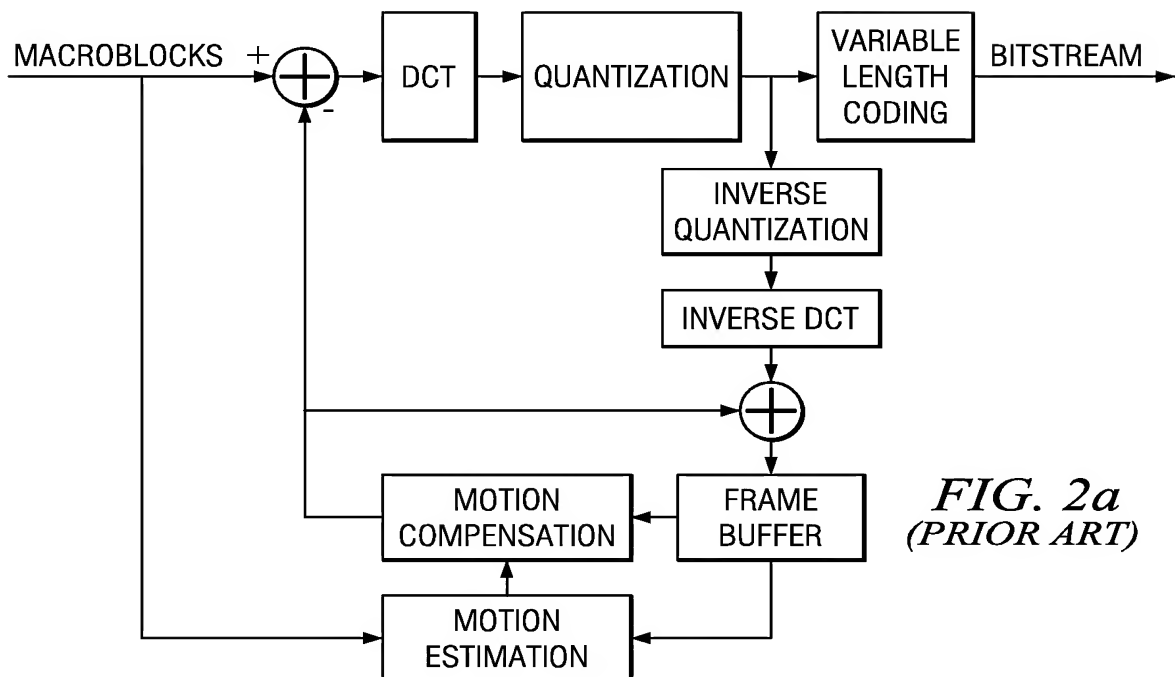 MACROBLOCKS
+
-
DCT
QUANTIZATION
VARIABLE
LENGTH
CODING
BITSTREAM
INVERSE
QUANTIZATION
INVERSE DCT
MOTION
COMPENSATION
FRAME
BUFFER
MOTION
ESTIMATION
FIG. 2a
(PRIOR ART)